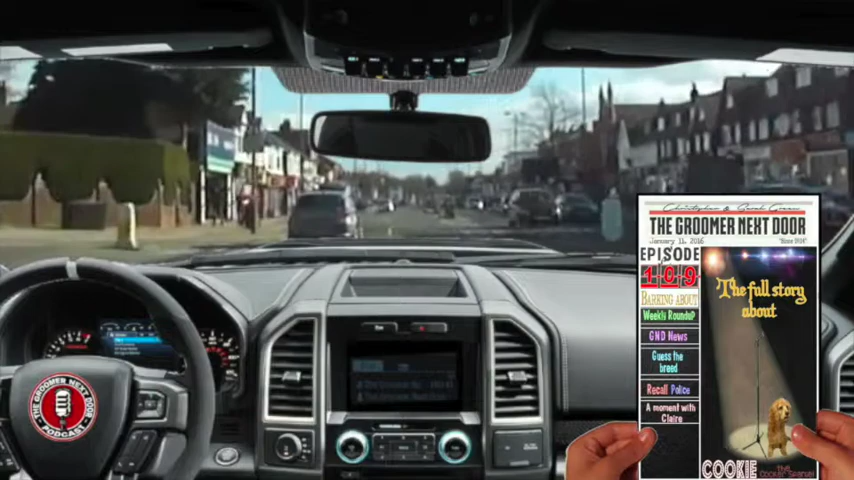 Christopher & Sarah Green
THE GROOMER NEXT DOOR
January 11, 2016
EPISODE
109
BARKING ABOUT
Weekly Roundup
GND News
Guess the
breed
Recall Police
A moment with
Claire
The full story
about
COOKIE the
Cocker Spaniel
THE GROOMER NEXT DOOR
PODCAST